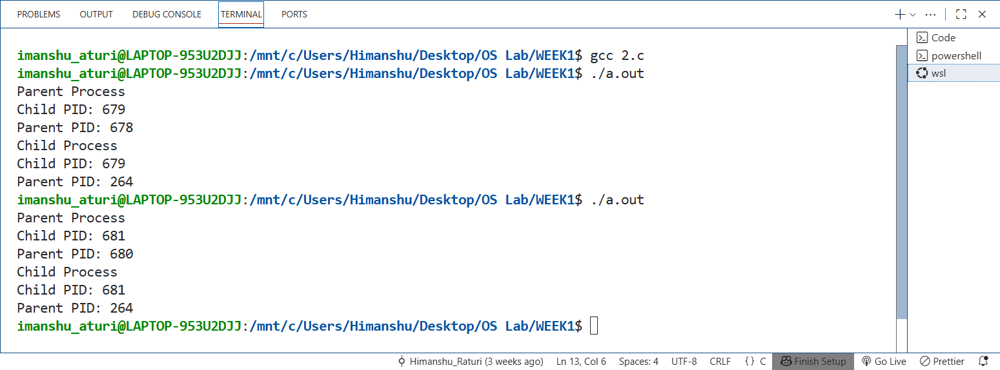 PROBLEMS OUTPUT DEBUG CONSOLE TERMINAL PORTS
Code
powershell
wsl
imanshu_aturi@LAPTOP-953U2DJJ:/mnt/c/Users/Himanshu/Desktop/OS Lab/WEEK1$ gcc 2.c
imanshu_aturi@LAPTOP-953U2DJJ:/mnt/c/Users/Himanshu/Desktop/OS Lab/WEEK1$ ./a.out
Parent Process
Child PID: 679
Parent PID: 678
Child Process
Child PID: 679
Parent PID: 264
imanshu_aturi@LAPTOP-953U2DJJ:/mnt/c/Users/Himanshu/Desktop/OS Lab/WEEK1$ ./a.out
Parent Process
Child PID: 681
Parent PID: 680
Child Process
Child PID: 681
Parent PID: 264
imanshu_aturi@LAPTOP-953U2DJJ:/mnt/c/Users/Himanshu/Desktop/OS Lab/WEEK1$
Himanshu_Raturi (3 weeks ago) Ln 13, Col 6 Spaces: 4 UTF-8 CRLF {} C Finish Setup Go Live Prettier